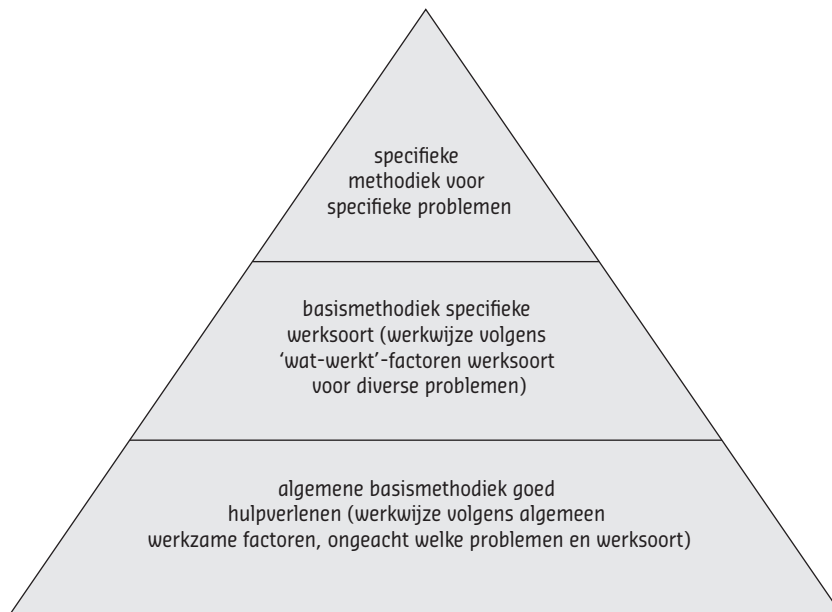 specifieke
methodiek voor
specifieke problemen
basismethodiek specifieke
werksoort (werkwijze volgens
‘wat-werkt’-factoren werksoort
voor diverse problemen)
algemene basismethodiek goed
hulpverlenen (werkwijze volgens algemeen
werkzame factoren, ongeacht welke problemen en werksoort)